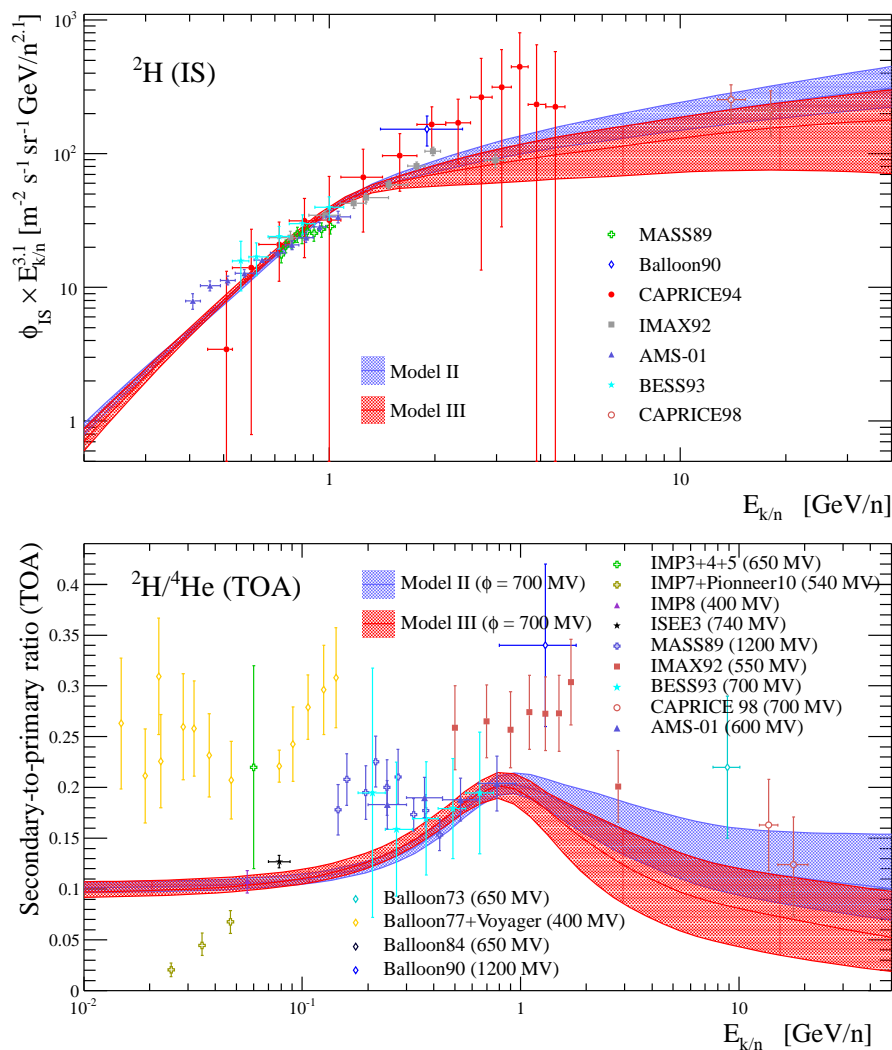 10³
10²
10
1
ϕ_IS × E_k/n^3.1 [m⁻² s⁻¹ sr⁻¹ GeV/n^2.1]
²H (IS)
MASS89
Balloon90
CAPRICE94
IMAX92
AMS-01
BESS93
CAPRICE98
Model II
Model III
1
10
E_k/n [GeV/n]
0.4
0.35
0.3
0.25
0.2
0.15
0.1
0.05
0
Secondary-to-primary ratio (TOA)
²H/⁴He (TOA)
Model II (ϕ = 700 MV)
Model III (ϕ = 700 MV)
IMP3+4+5 (650 MV)
IMP7+Pionneer10 (540 MV)
IMP8 (400 MV)
ISEE3 (740 MV)
MASS89 (1200 MV)
IMAX92 (550 MV)
BESS93 (700 MV)
CAPRICE 98 (700 MV)
AMS-01 (600 MV)
Balloon73 (650 MV)
Balloon77+Voyager (400 MV)
Balloon84 (650 MV)
Balloon90 (1200 MV)
10⁻²
10⁻¹
1
10
E_k/n [GeV/n]